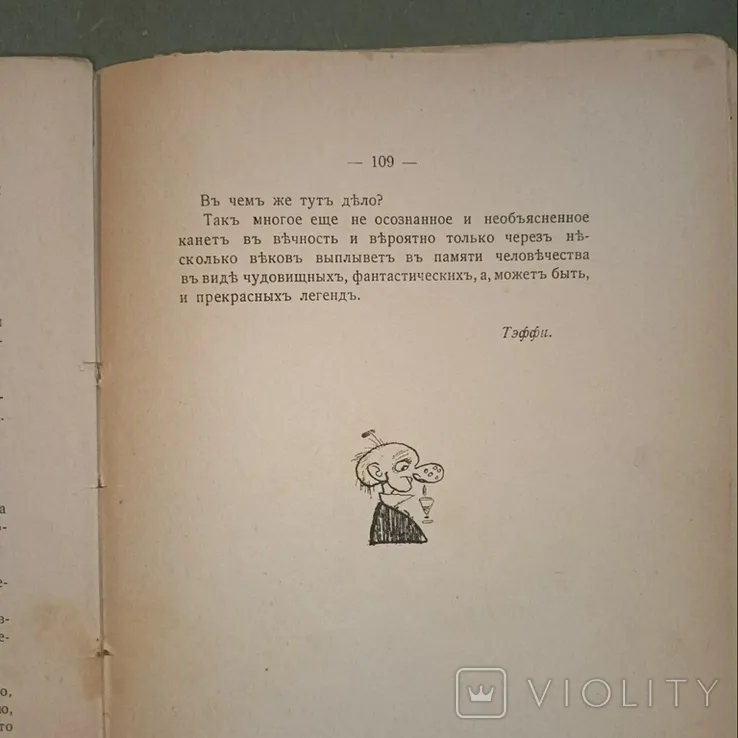 — 109 —
Въ чемъ же тутъ дѣло?
Такъ многое еще не осознанное и необъясненное
канетъ въ вѣчность и вѣроятно только черезъ нѣ-
сколько вѣковъ выплыветъ въ памяти человѣчества
въ видѣ чудовищныхъ, фантастическихъ, а, можетъ быть,
и прекрасныхъ легендъ.
Тэффи.
VIOLITY